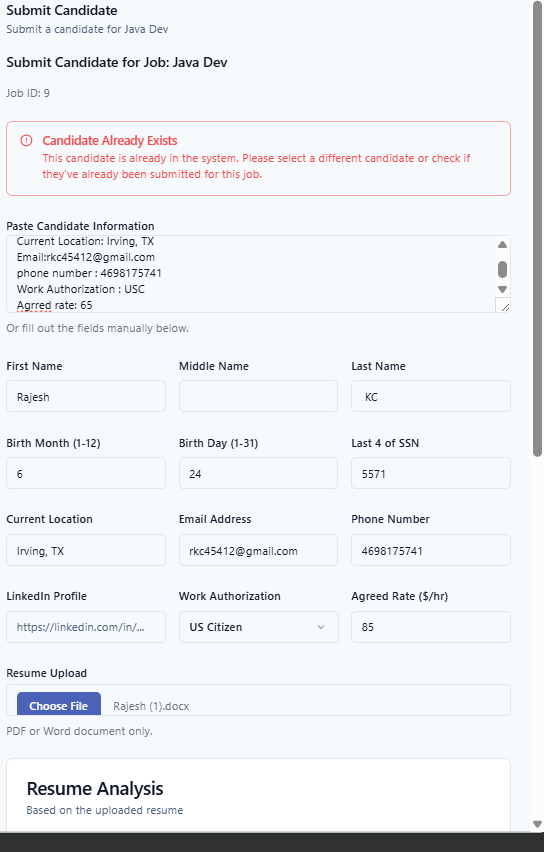 Submit Candidate
Submit a candidate for Java Dev
Submit Candidate for Job: Java Dev
Job ID: 9
Candidate Already Exists
This candidate is already in the system. Please select a different candidate or check if
they've already been submitted for this job.
Paste Candidate Information
Current Location: Irving, TX
Email:rkc45412@gmail.com
phone number : 4698175741
Work Authorization : USC
Agrred rate: 65
Or fill out the fields manually below.
First Name Middle Name Last Name
Rajesh KC
Birth Month (1-12) Birth Day (1-31) Last 4 of SSN
6 24 5571
Current Location Email Address Phone Number
Irving, TX rkc45412@gmail.com 4698175741
LinkedIn Profile Work Authorization Agreed Rate ($/hr)
https://linkedin.com/in/... US Citizen 85
Resume Upload
Choose File Rajesh (1).docx
PDF or Word document only.
Resume Analysis
Based on the uploaded resume